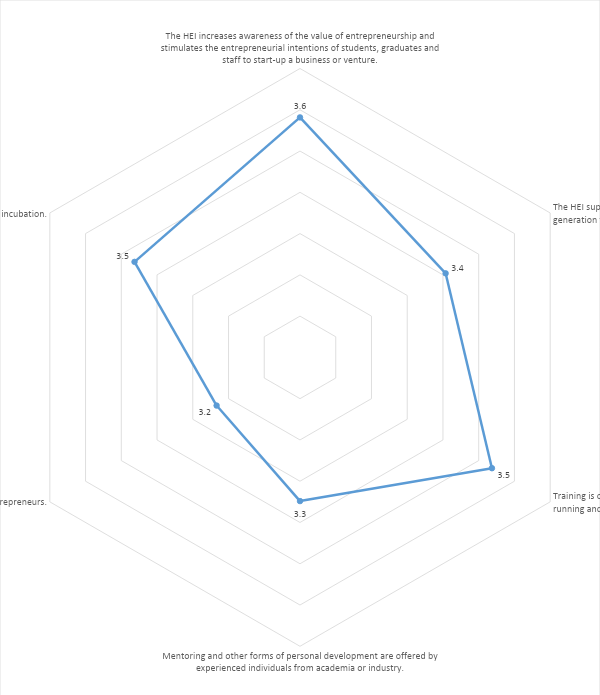 The HEI increases awareness of the value of entrepreneurship and
stimulates the entrepreneurial intentions of students, graduates and
staff to start-up a business or venture.
3.6
incubation.
The HEI sup
generation
3.5
3.4
3.2
3.5
repreneurs.
Training is
running and
3.3
Mentoring and other forms of personal development are offered by
experienced individuals from academia or industry.